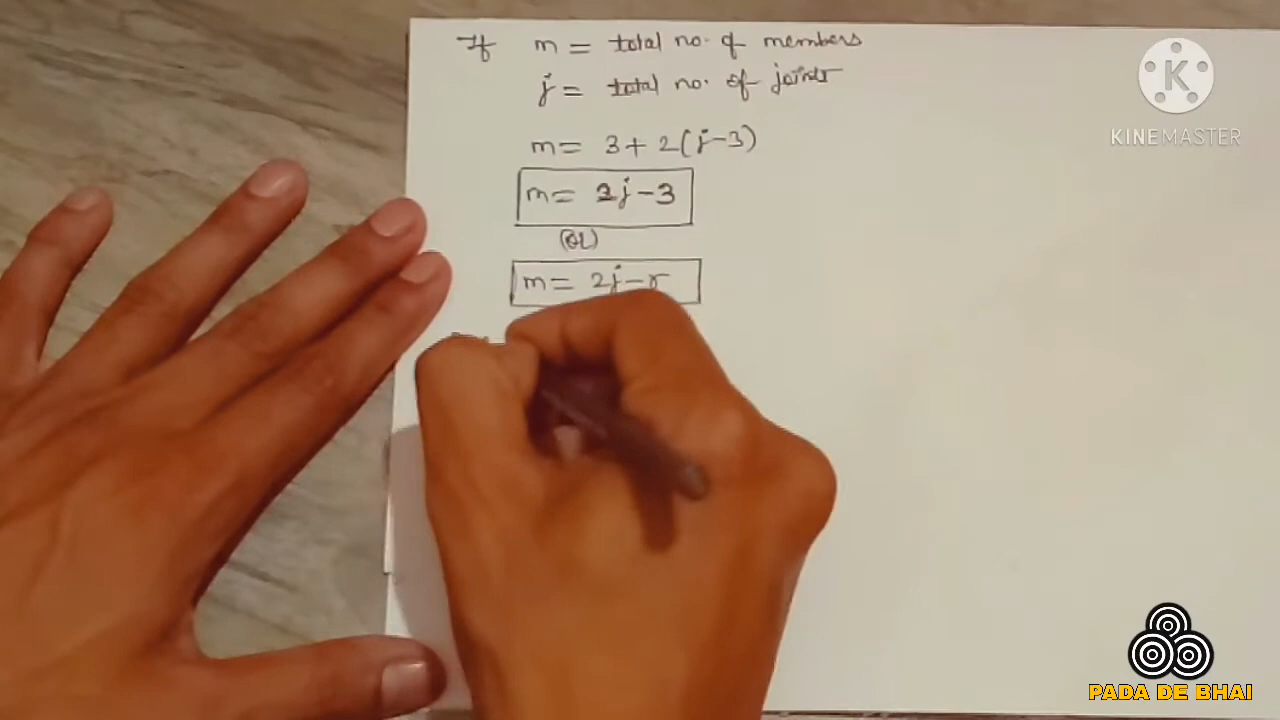 If m = total no. of members
j = total no. of joints
m = 3 + 2(j-3)
m = 2j-3
(OR)
m = 2j-r
KINEMASTER
PADA DE BHAI